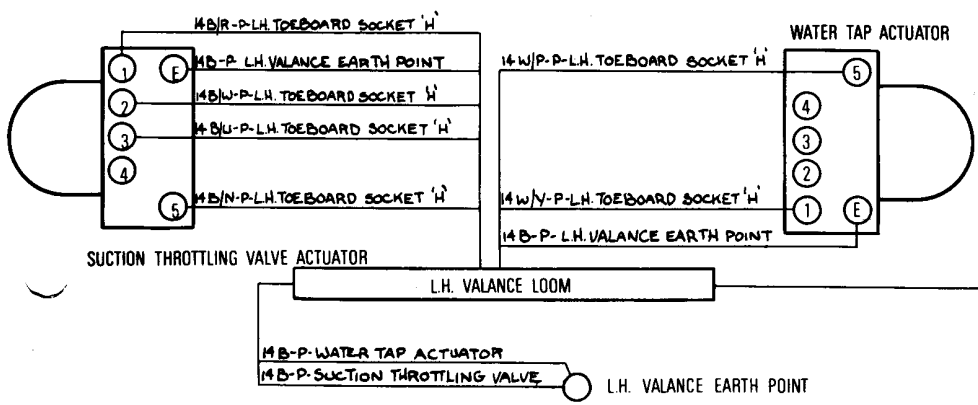 14B/R-P-L.H. TOEBOARD SOCKET 'H'
1
E
14B-P L.H. VALANCE EARTH POINT
2
14B/W-P-L.H. TOEBOARD SOCKET 'H'
3
14B/U-P-L.H. TOEBOARD SOCKET 'H'
4
5
14B/N-P-L.H. TOEBOARD SOCKET 'H'
SUCTION THROTTLING VALVE ACTUATOR
WATER TAP ACTUATOR
14W/P-P-L.H. TOEBOARD SOCKET 'H'
5
4
3
2
14W/Y-P-L.H. TOEBOARD SOCKET 'H'
1
E
14B-P-L.H. VALANCE EARTH POINT
L.H. VALANCE LOOM
14B-P-WATER TAP ACTUATOR
14B-P-SUCTION THROTTLING VALVE
L.H. VALANCE EARTH POINT